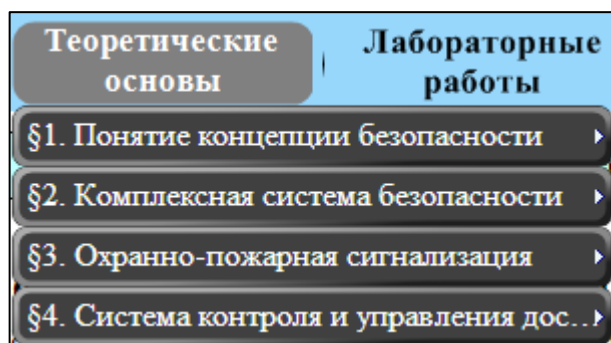 Теоретические
основы
Лабораторные
работы
§1. Понятие концепции безопасности
§2. Комплексная система безопасности
§3. Охранно-пожарная сигнализация
§4. Система контроля и управления дос...